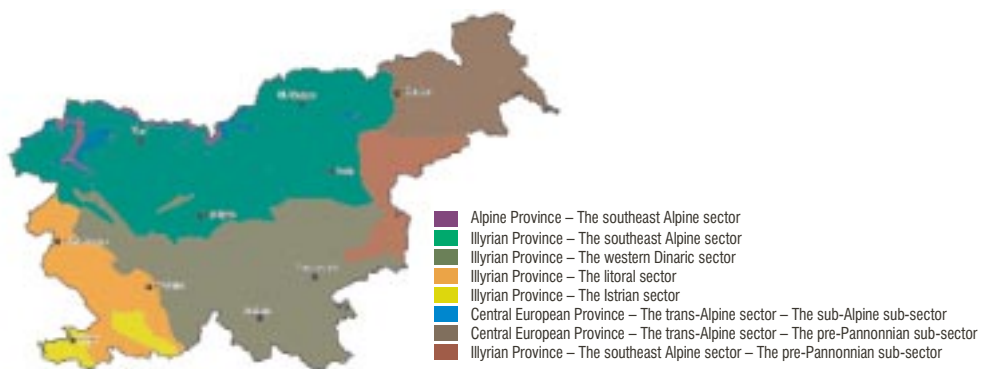 Alpine Province – The southeast Alpine sector
Illyrian Province – The southeast Alpine sector
Illyrian Province – The western Dinaric sector
Illyrian Province – The litoral sector
Illyrian Province – The Istrian sector
Central European Province – The trans-Alpine sector – The sub-Alpine sub-sector
Central European Province – The trans-Alpine sector – The pre-Pannonnian sub-sector
Illyrian Province – The southeast Alpine sector – The pre-Pannonnian sub-sector